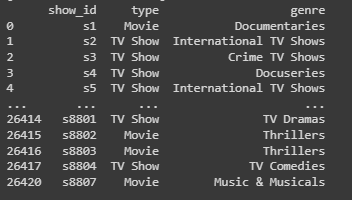 show_id type genre
0 s1 Movie Documentaries
1 s2 TV Show International TV Shows
2 s3 TV Show Crime TV Shows
3 s4 TV Show Docuseries
4 s5 TV Show International TV Shows
... ... ... ...
26414 s8801 TV Show TV Dramas
26415 s8802 Movie Thrillers
26416 s8803 Movie Thrillers
26417 s8804 TV Show TV Comedies
26420 s8807 Movie Music & Musicals